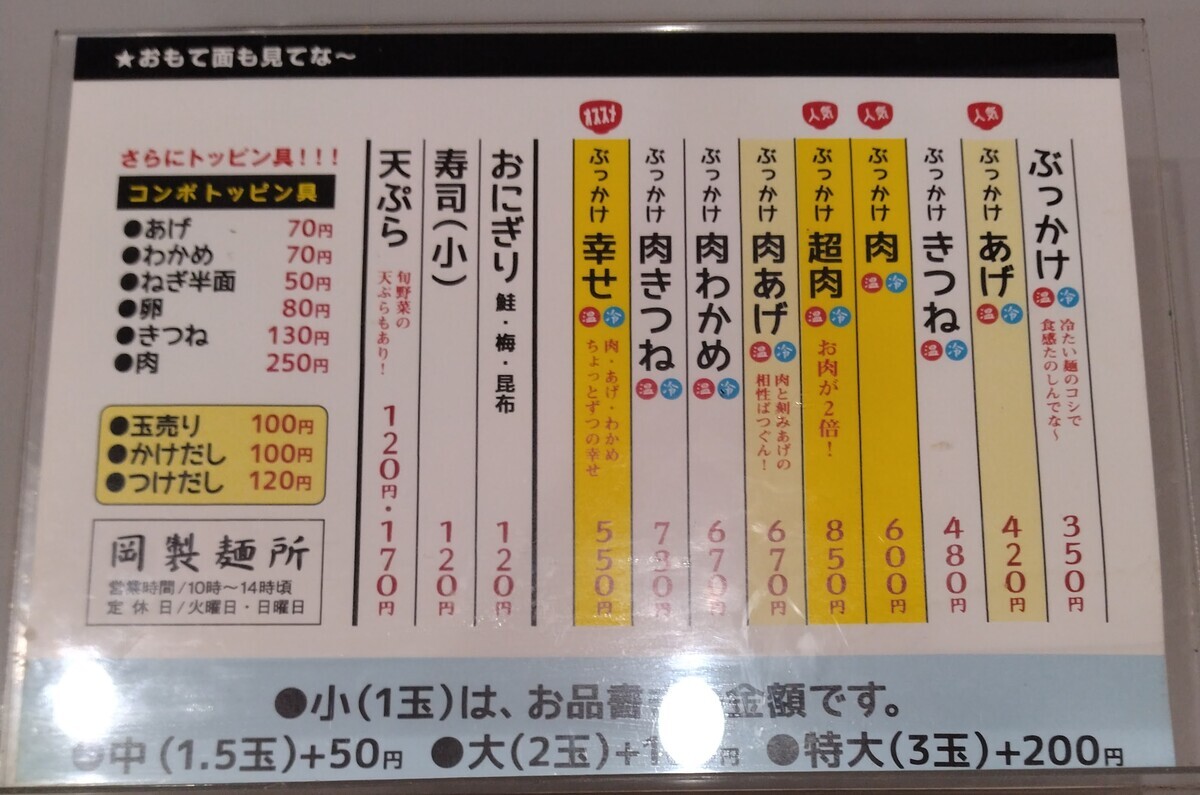 ★おもて面も見てな〜
オススメ
人気
人気
人気
ぶっかけ 温 冷
冷たい麺のコシで
食感たのしんでな〜
350円
ぶっかけ あげ 温 冷
420円
ぶっかけ きつね 温 冷
480円
ぶっかけ 肉 温 冷
600円
ぶっかけ 超肉 温 冷
お肉が2倍!
850円
ぶっかけ 肉あげ 温 冷
肉と刻みあげの
相性ばつぐん!
670円
ぶっかけ 肉わかめ 温 冷
670円
ぶっかけ 肉きつね 温 冷
730円
ぶっかけ 幸せ 温 冷
肉・あげ・わかめ
ちょっとずつの幸せ
550円
おにぎり 鮭・梅・昆布
120円
寿司(小)
120円
天ぷら
旬野菜の
天ぷらもあり!
120円・170円
さらにトッピン具!!!
コンボトッピン具
●あげ 70円
●わかめ 70円
●ねぎ半面 50円
●卵 80円
●きつね 130円
●肉 250円
●玉売り 100円
●かけだし 100円
●つけだし 120円
岡製麺所
営業時間/10時〜14時頃
定休日/火曜日・日曜日
●小(1玉)は、お品書 金額です。
●中(1.5玉)+50円 ●大(2玉)+1 円 ●特大(3玉)+200円